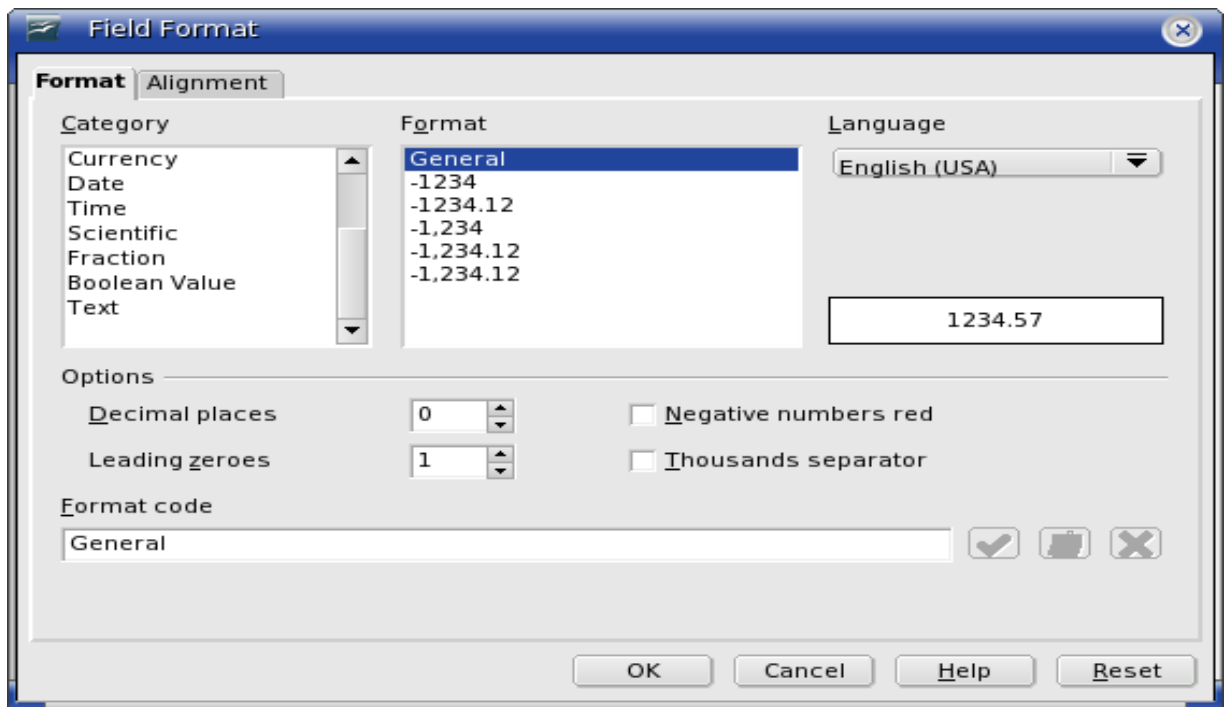 Field Format
Format Alignment
Category
Currency
Date
Time
Scientific
Fraction
Boolean Value
Text
Format
General
-1234
-1234.12
-1,234
-1,234.12
-1,234.12
Language
English (USA)
1234.57
Options
Decimal places 0
Negative numbers red
Leading zeroes 1
Thousands separator
Format code
General
OK Cancel Help Reset